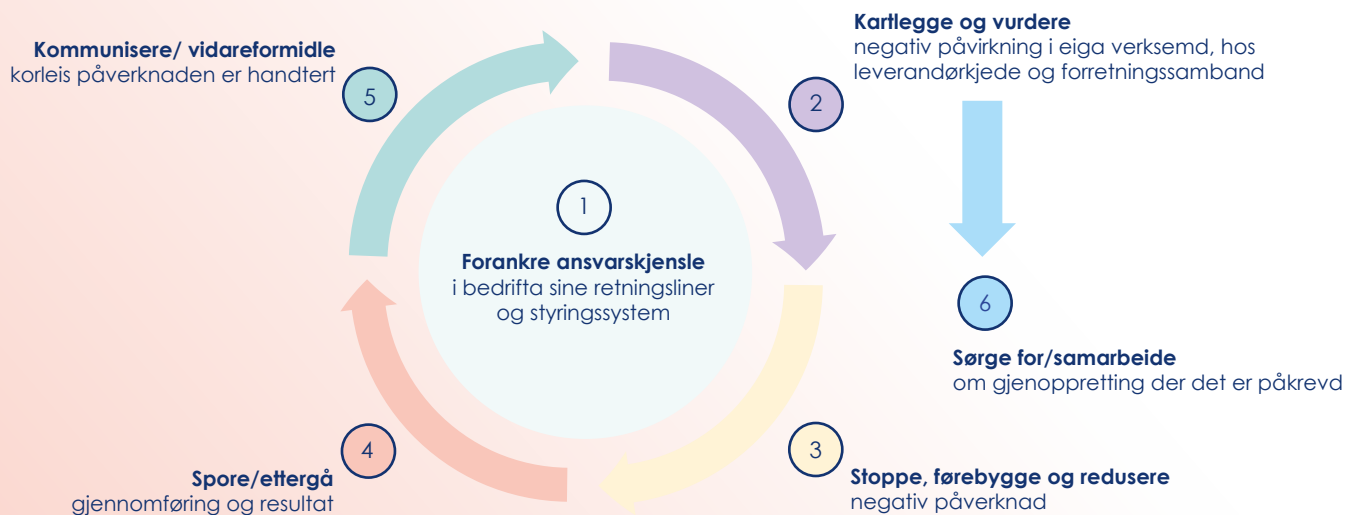 1
Forankre ansvarskjensle
i bedrifta sine retningsliner
og styringssystem
2
Kartlegge og vurdere
negativ påvirkning i eiga verksemd, hos
leverandørkjede og forretningssamband
3
Stoppe, førebygge og redusere
negativ påverknad
4
Spore/ettergå
gjennomføring og resultat
5
Kommunisere/ vidareformidle
korleis påverknaden er handtert
6
Sørge for/samarbeide
om gjenoppretting der det er påkrevd